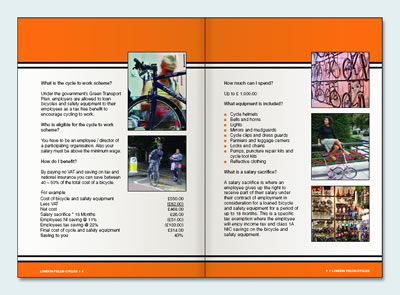 What is the cycle to work scheme?
Under the government's Green Transport
Plan, employers are allowed to loan
bicycles and safety equipment to their
employees as a tax free benefit to
encourage cycling to work.
Who is eligible for the cycle to work
scheme?
You have to be an employee / director of
a participating organisation. Also your
salary must be above the minimum wage.
How do I benefit?
By paying no VAT and saving on tax and
national insurance you can save between
40 – 50% of the total cost of a bicycle.
For example
Cost of bicycle and safety equipment £550.00
Less VAT
Net cost
Salary sacrifice * 18 Months £26.00
Employees NI saving @ 11%
Employees tax saving @ 22%
Final cost of cycle and safety equipment £314.00
Saving to you
How much can I spend?
Up to £ 1,000.00
What equipment is included?
Cycle helmets
Bells and horns
Lights
Mirrors and mudguards
Cycle clips and dress guards
Panniers and luggage carriers
Locks and chains
Pumps, puncture repair kits and
cycle tool kits
Reflective clothing
What is a salary sacrifice?
A salary sacrifice is where an
employee gives up the right to
receive part of their salary under
their contract of employment in
consideration for a loaned bicycle
and safety equipment for a period of
up to 18 months. This is a specific
tax exemption where the employee
will enjoy income tax and class 1A
NIC savings on the bicycle and
safety equipment
LONDON FIELDS CYCLES
LONDON FIELDS CYCLES